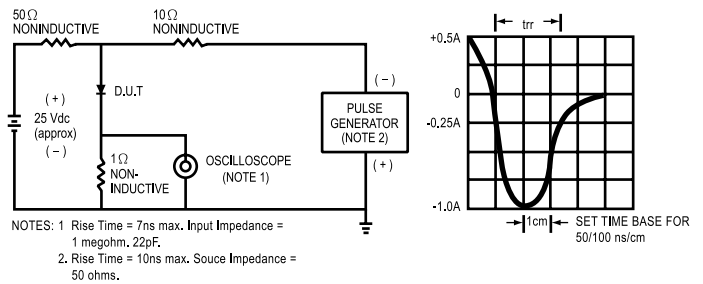 50Ω
NONINDUCTIVE
10Ω
NONINDUCTIVE
(+)
25 Vdc
(approx)
(−)
D.U.T
1Ω
NON-
INDUCTIVE
OSCILLOSCOPE
(NOTE 1)
(−)
PULSE
GENERATOR
(NOTE 2)
(+)
trr
+0.5A
0
-0.25A
-1.0A
1cm
SET TIME BASE FOR
50/100 ns/cm
NOTES: 1 Rise Time = 7ns max. Input Impedance =
1 megohm. 22pF.
2. Rise Time = 10ns max. Souce Impedance =
50 ohms.